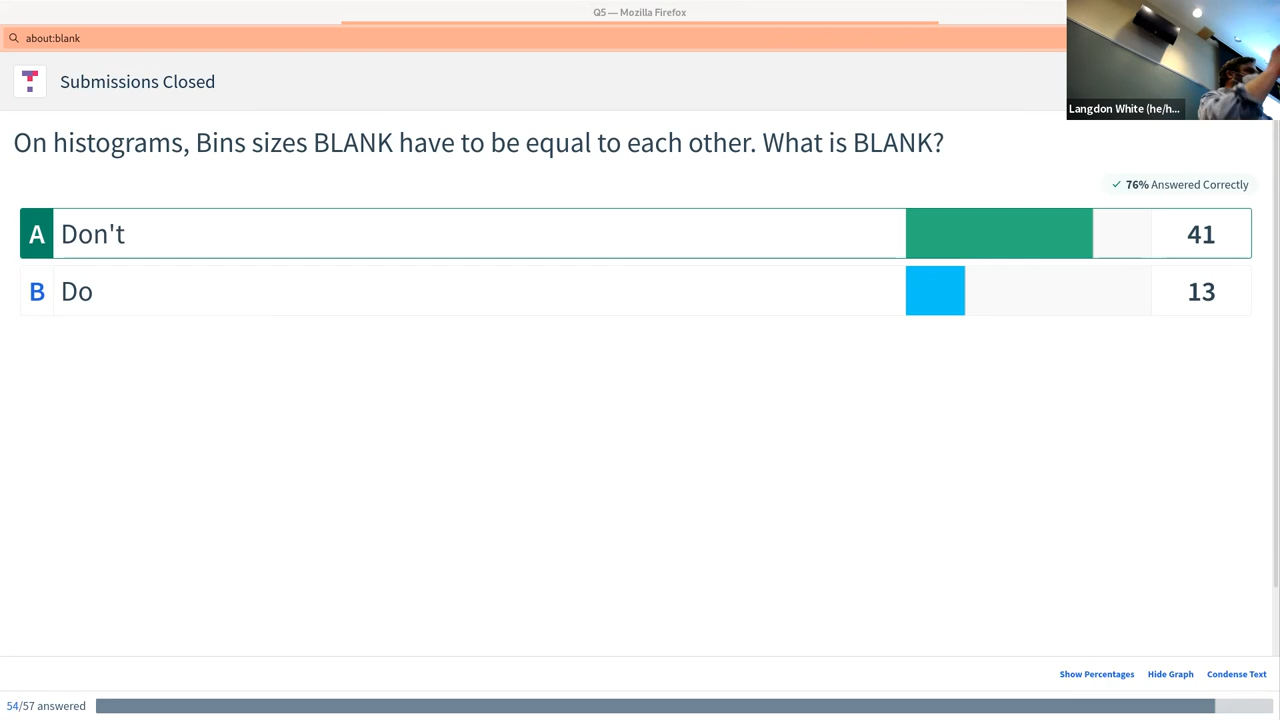 Q5 — Mozilla Firefox
about:blank
Submissions Closed
Langdon White (he/h...
On histograms, Bins sizes BLANK have to be equal to each other. What is BLANK?
76% Answered Correctly
A Don't 41
B Do 13
Show Percentages Hide Graph Condense Text
54/57 answered